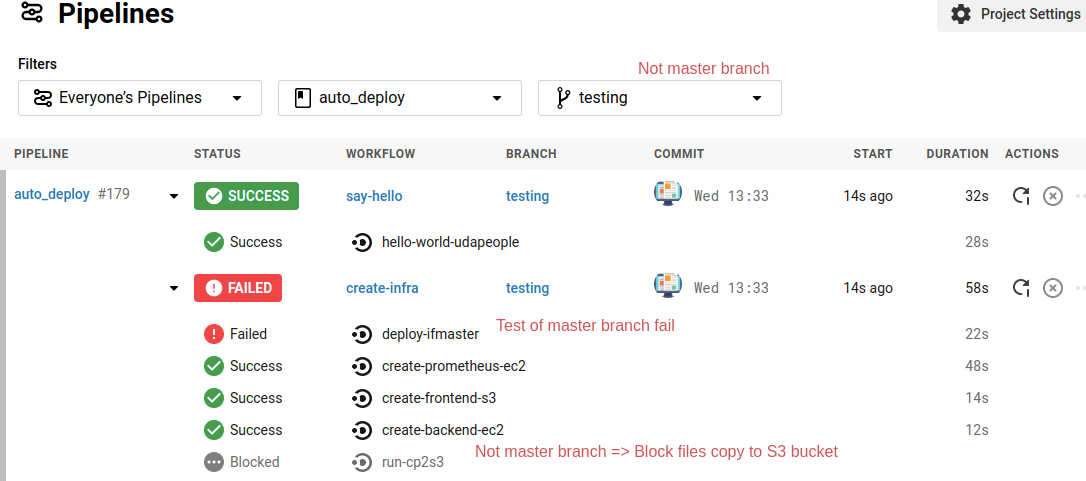 Pipelines
Project Settings
Filters
Not master branch
Everyone's Pipelines auto_deploy testing
PIPELINE STATUS WORKFLOW BRANCH COMMIT START DURATION ACTIONS
auto_deploy #179 SUCCESS say-hello testing Wed 13:33 14s ago 32s
Success hello-world-udapeople 28s
FAILED create-infra testing Wed 13:33 14s ago 58s
Test of master branch fail
Failed deploy-ifmaster 22s
Success create-prometheus-ec2 48s
Success create-frontend-s3 14s
Success create-backend-ec2 12s
Not master branch => Block files copy to S3 bucket
Blocked run-cp2s3